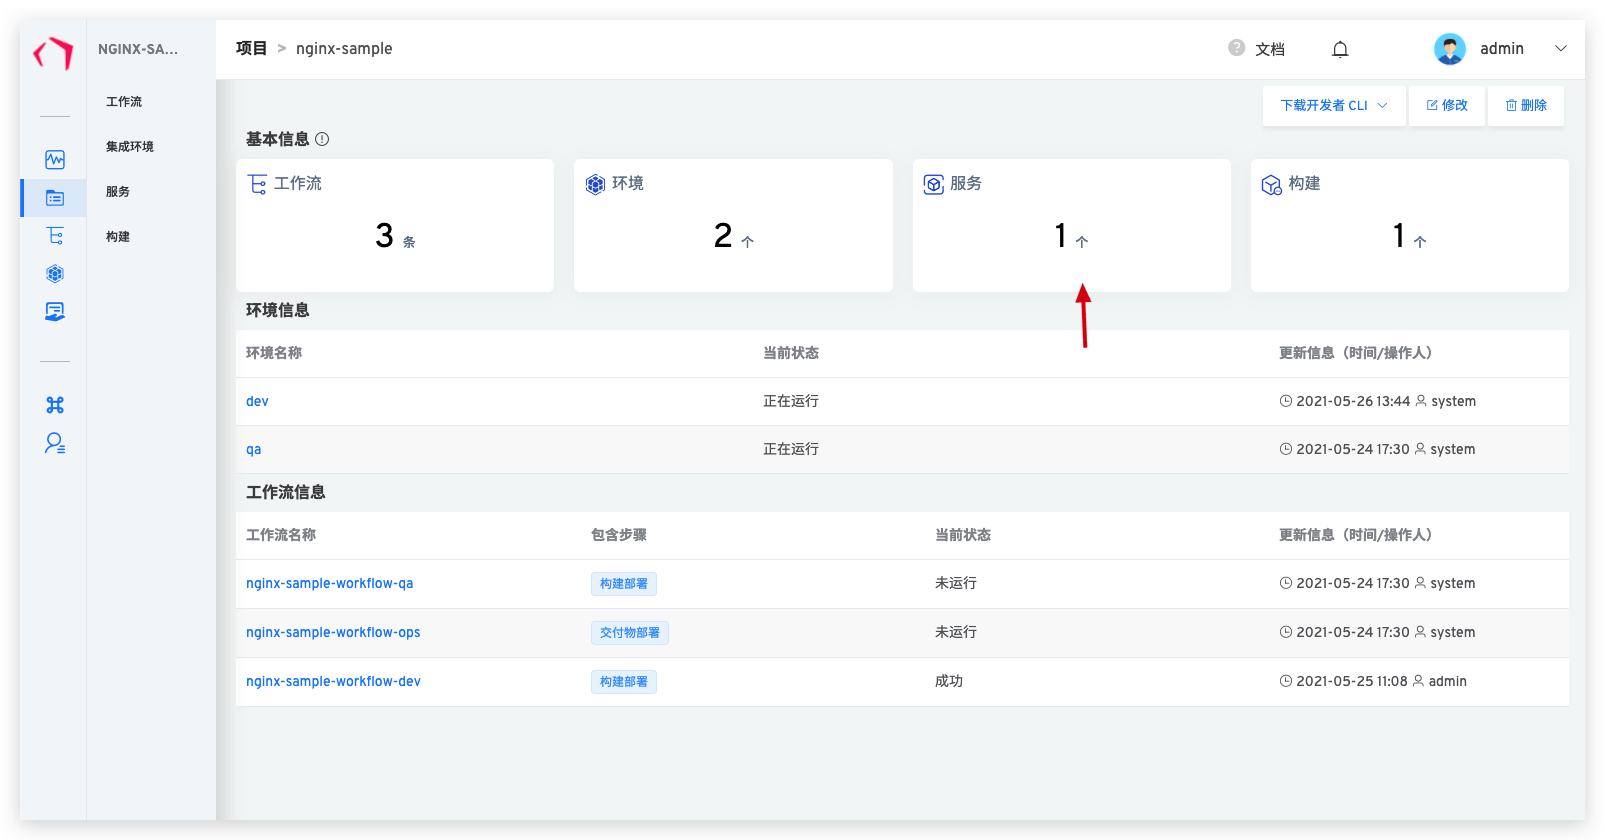 NGINX-SA...
工作流
集成环境
服务
构建
项目 > nginx-sample
? 文档
admin
下载开发者 CLI
修改
删除
基本信息
工作流
3 条
环境
2 个
服务
1 个
构建
1 个
环境信息
环境名称 当前状态 更新信息（时间/操作人）
dev 正在运行 2021-05-26 13:44 system
qa 正在运行 2021-05-24 17:30 system
工作流信息
工作流名称 包含步骤 当前状态 更新信息（时间/操作人）
nginx-sample-workflow-qa 构建部署 未运行 2021-05-24 17:30 system
nginx-sample-workflow-ops 交付物部署 未运行 2021-05-24 17:30 system
nginx-sample-workflow-dev 构建部署 成功 2021-05-25 11:08 admin